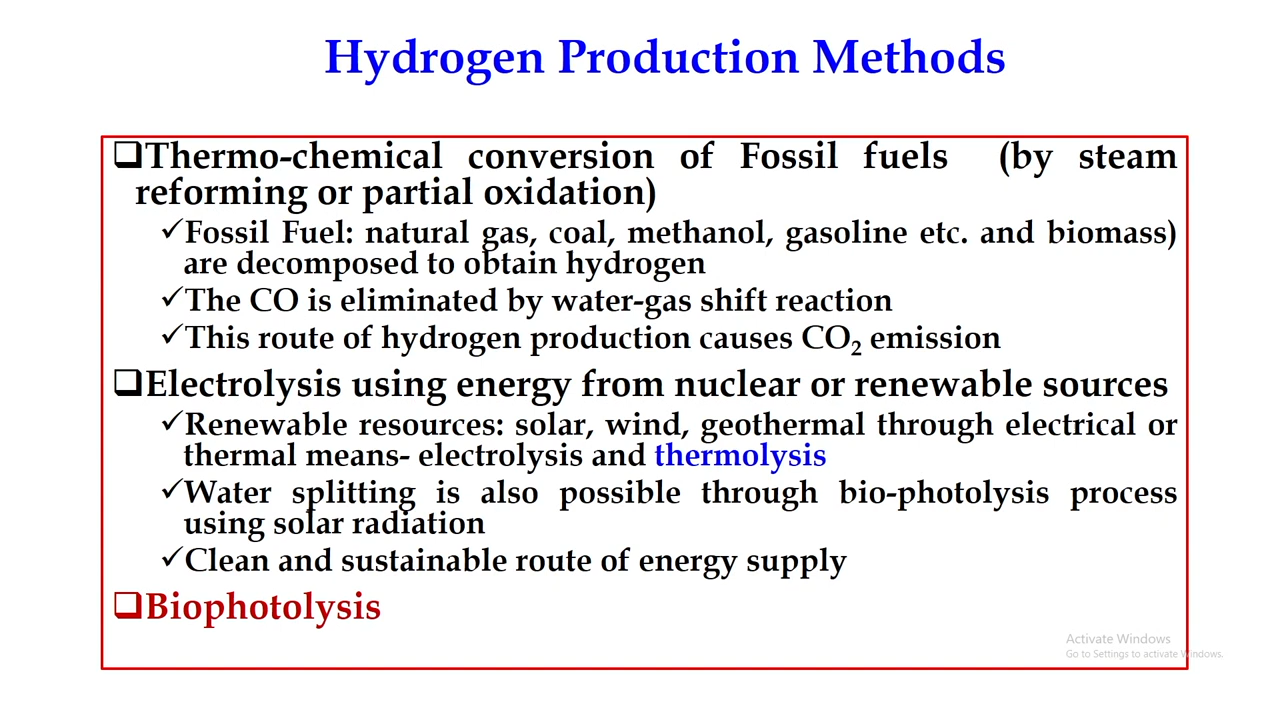 Hydrogen Production Methods
❑Thermo-chemical conversion of Fossil fuels (by steam
reforming or partial oxidation)
✓Fossil Fuel: natural gas, coal, methanol, gasoline etc. and biomass)
are decomposed to obtain hydrogen
✓The CO is eliminated by water-gas shift reaction
✓This route of hydrogen production causes CO₂ emission
❑Electrolysis using energy from nuclear or renewable sources
✓Renewable resources: solar, wind, geothermal through electrical or
thermal means- electrolysis and thermolysis
✓Water splitting is also possible through bio-photolysis process
using solar radiation
✓Clean and sustainable route of energy supply
❑Biophotolysis
Activate Windows
Go to Settings to activate Windows.